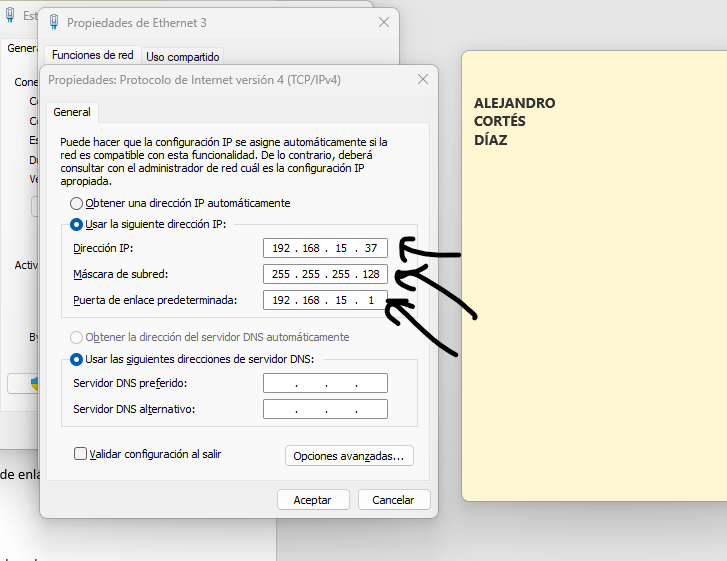 Propiedades de Ethernet 3
Gener
Funciones de red
Uso compartido
Propiedades: Protocolo de Internet versión 4 (TCP/IPv4)
General
Puede hacer que la configuración IP se asigne automáticamente si la
red es compatible con esta funcionalidad. De lo contrario, deberá
consultar con el administrador de red cuál es la configuración IP
apropiada.
Obtener una dirección IP automáticamente
Usar la siguiente dirección IP:
Dirección IP: 192 . 168 . 15 . 37
Máscara de subred: 255 . 255 . 255 . 128
Puerta de enlace predeterminada: 192 . 168 . 15 . 1
Obtener la dirección del servidor DNS automáticamente
Usar las siguientes direcciones de servidor DNS:
Servidor DNS preferido: . . .
Servidor DNS alternativo: . . .
Validar configuración al salir
Opciones avanzadas...
Aceptar
Cancelar
Cone
Activ
By
de enla
ALEJANDRO
CORTÉS
DÍAZ